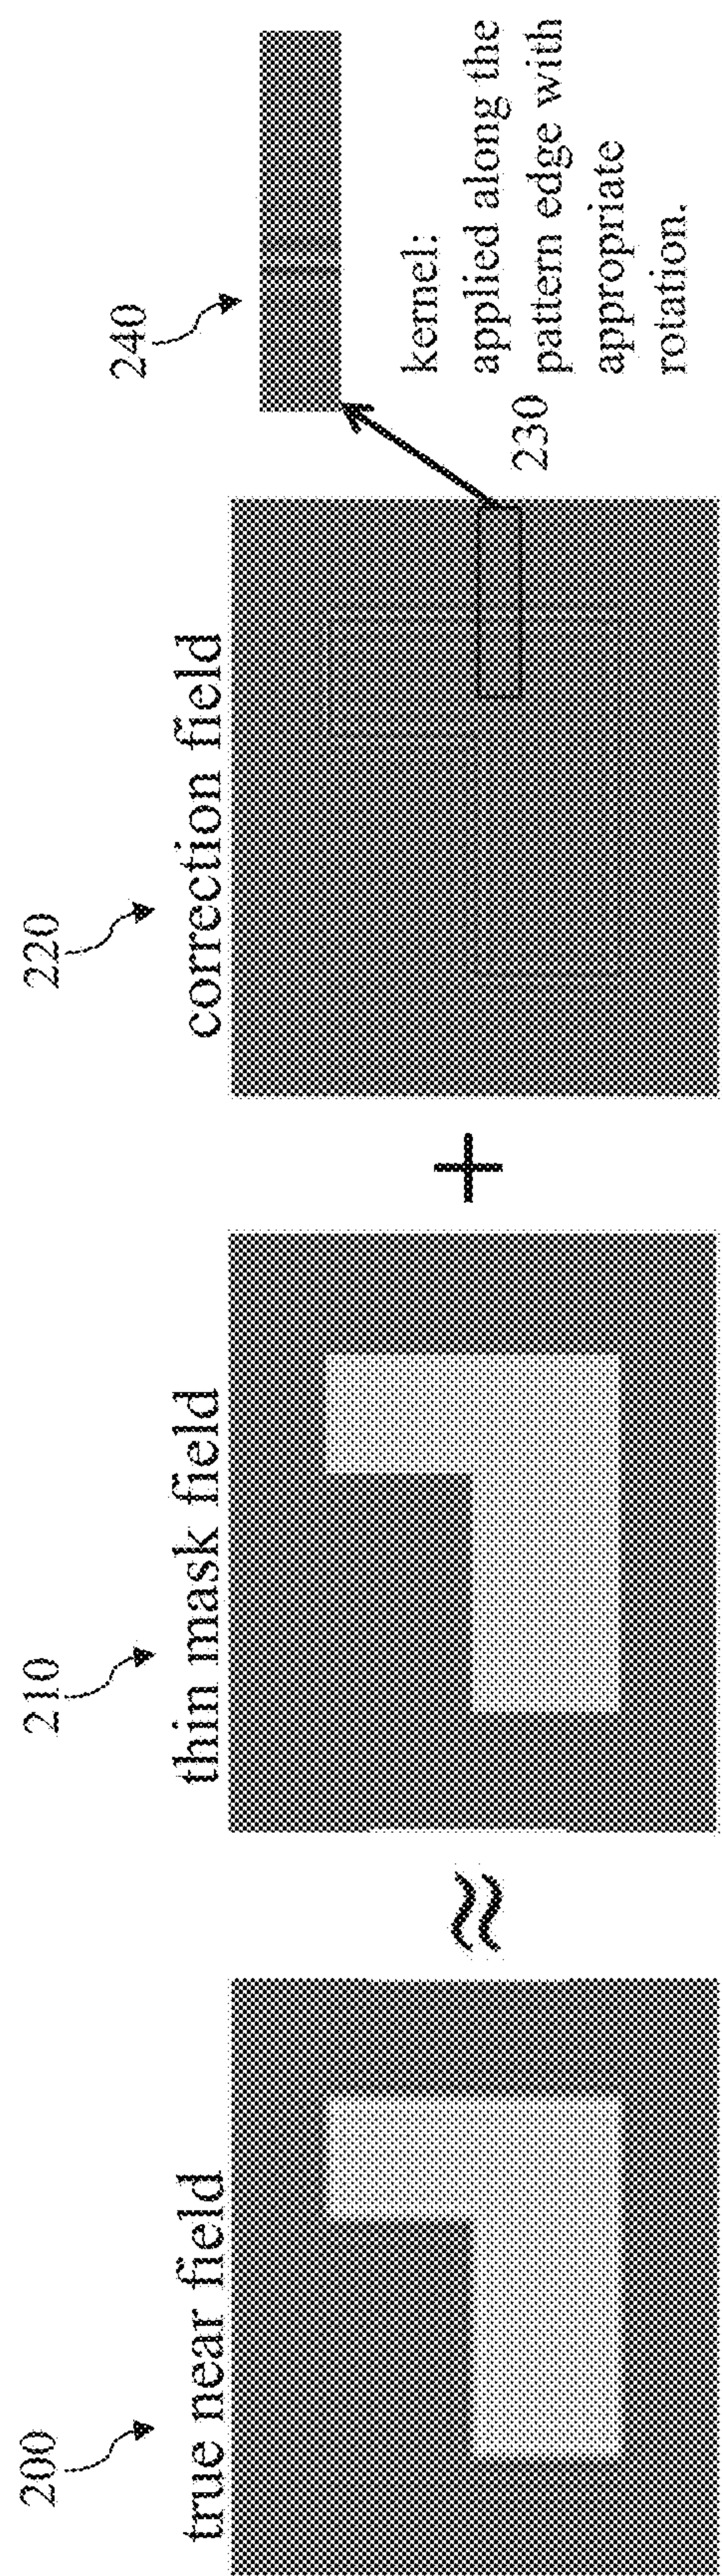 200
true near field
≈
210
thin mask field
+
220
correction field
230
240
kernel:
applied along the
pattern edge with
appropriate
rotation.